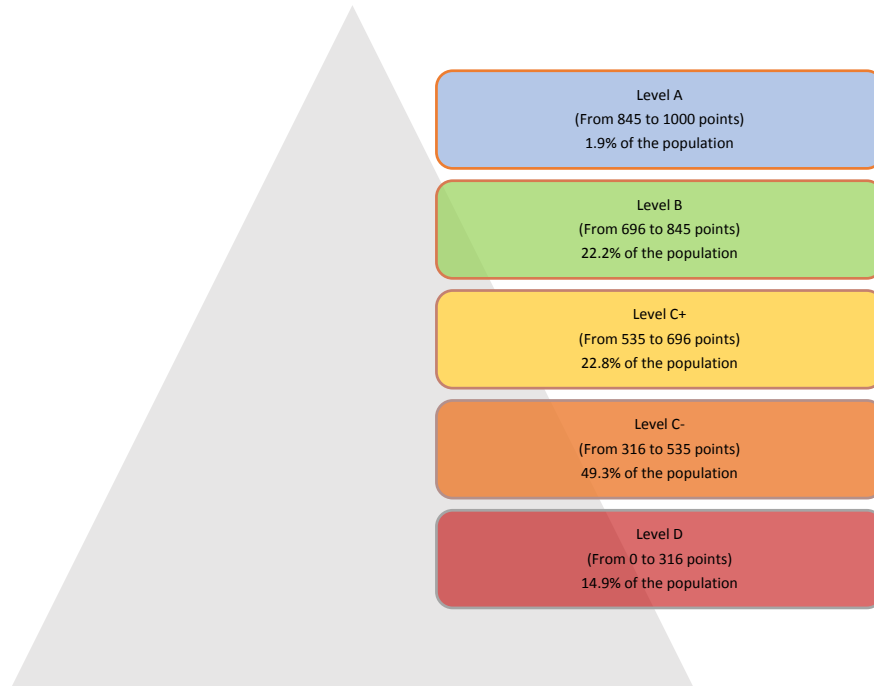 Level A
(From 845 to 1000 points)
1.9% of the population
Level B
(From 696 to 845 points)
22.2% of the population
Level C+
(From 535 to 696 points)
22.8% of the population
Level C-
(From 316 to 535 points)
49.3% of the population
Level D
(From 0 to 316 points)
14.9% of the population